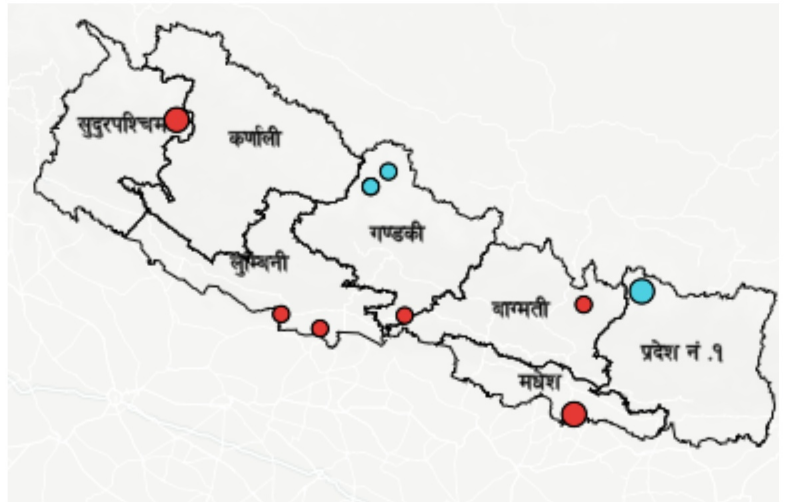 सुदुरपश्चिम
कर्णाली
गण्डकी
लुम्बिनी
बाग्मती
प्रदेश नं .१
मधेश